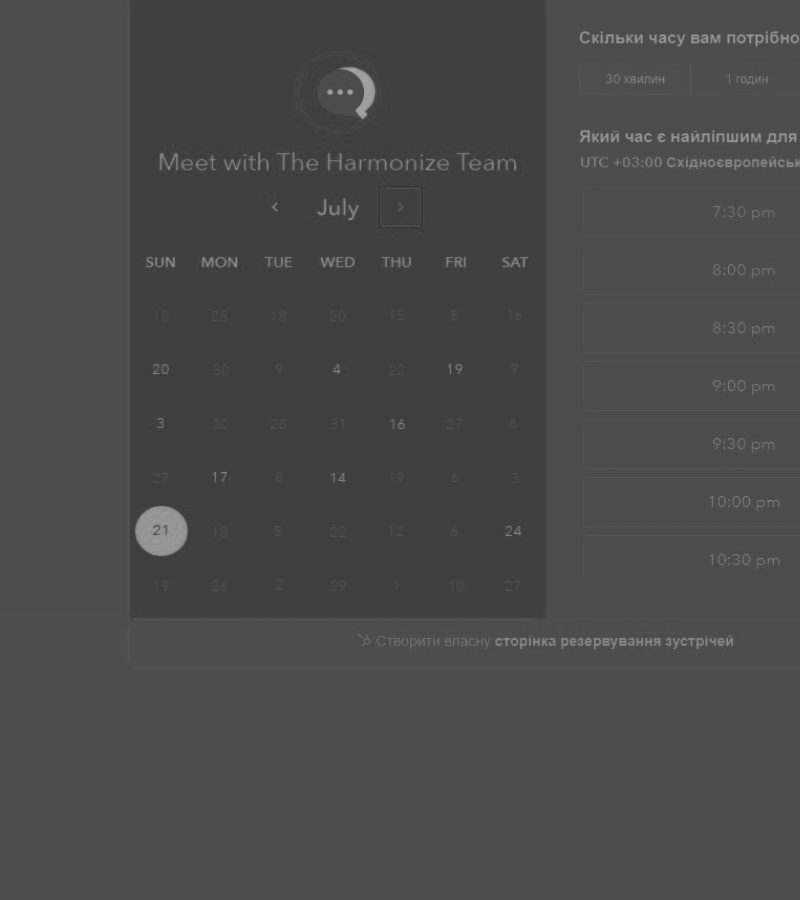 Meet with The Harmonize Team
July
SUN MON TUE WED THU FRI SAT
18 25 18 20 15 5 16
20 30 9 4 22 19 9
3 30 28 31 16 27 6
27 17 8 14 19 6 3
21 18 5 22 12 6 24
19 26 2 29 1 10 27
Скільки часу вам потрібно
30 хвилин 1 годин
Який час є найліпшим для
UTC +03:00 Східноєвропейськ
7:30 pm
8:00 pm
8:30 pm
9:00 pm
9:30 pm
10:00 pm
10:30 pm
Створити власну сторінка резервування зустрічей